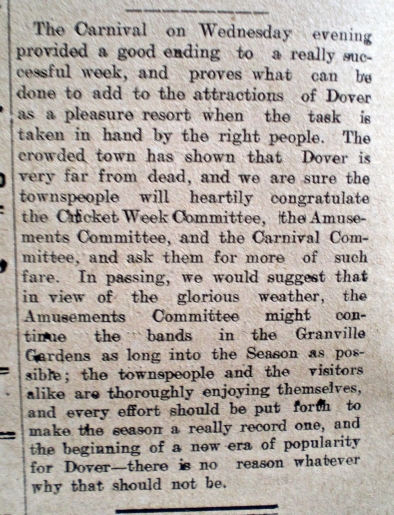 The Carnival on Wednesday evening
provided a good ending to a really suc-
cessful week, and proves what can be
done to add to the attractions of Dover
as a pleasure resort when the task is
taken in hand by the right people. The
crowded town has shown that Dover is
very far from dead, and we are sure the
townspeople will heartily congratulate
the Cricket Week Committee, the Amuse-
ments Committee, and the Carnival Com-
mittee, and ask them for more of such
fare. In passing, we would suggest that
in view of the glorious weather, the
Amusements Committee might con-
tinue the bands in the Granville
Gardens as long into the Season as pos-
sible; the townspeople and the visitors
alike are thoroughly enjoying themselves,
and every effort should be put forth to
make the season a really record one, and
the beginning of a new era of popularity
for Dover—there is no reason whatever
why that should not be.